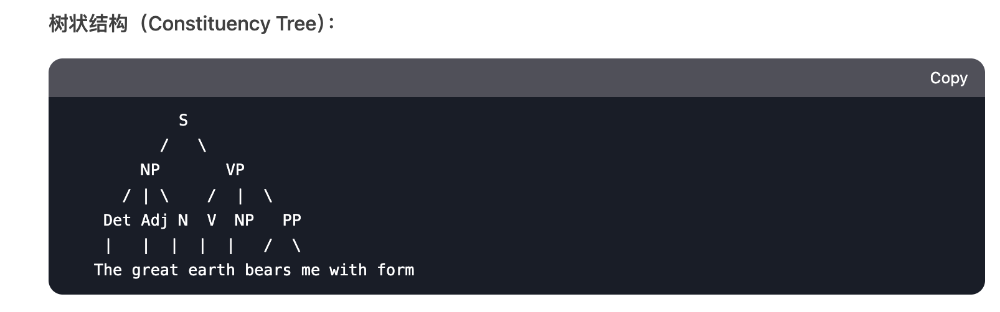 树状结构（Constituency Tree）：
Copy
S
/ \
NP VP
/ | \ / | \
Det Adj N V NP PP
| | | | | / \
The great earth bears me with form